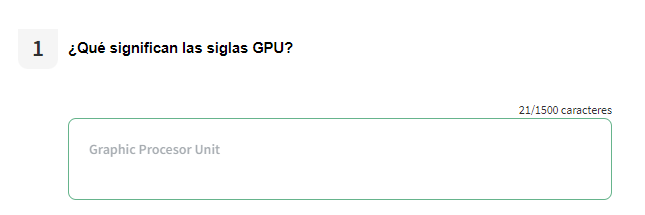 1 ¿Qué significan las siglas GPU?
21/1500 caracteres
Graphic Procesor Unit